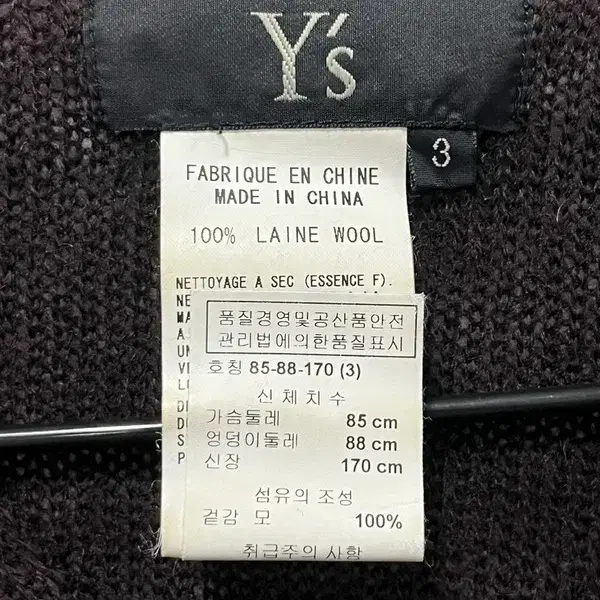 Y's
3
FABRIQUE EN CHINE
MADE IN CHINA
100% LAINE WOOL
NETTOYAGE A SEC (ESSENCE F).
품질경영및공산품안전
관리법에의한품질표시
호칭 85-88-170 (3)
신체치수
가슴둘레 85 cm
엉덩이둘레 88 cm
신장 170 cm
섬유의 조성
겉감 모 100%
취급주의 사항